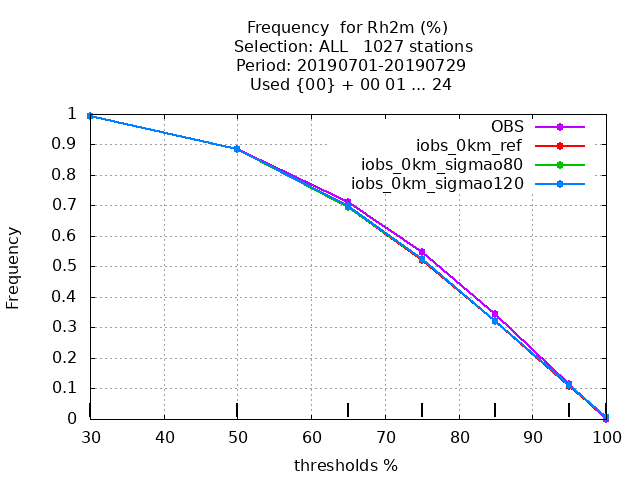 Frequency  for Rh2m (%)
Selection: ALL   1027 stations
Period: 20190701-20190729
Used {00} + 00 01 ... 24
OBS
iobs_0km_ref
iobs_0km_sigmao80
iobs_0km_sigmao120
Frequency
1
0.9
0.8
0.7
0.6
0.5
0.4
0.3
0.2
0.1
0
30 40 50 60 70 80 90 100
thresholds %